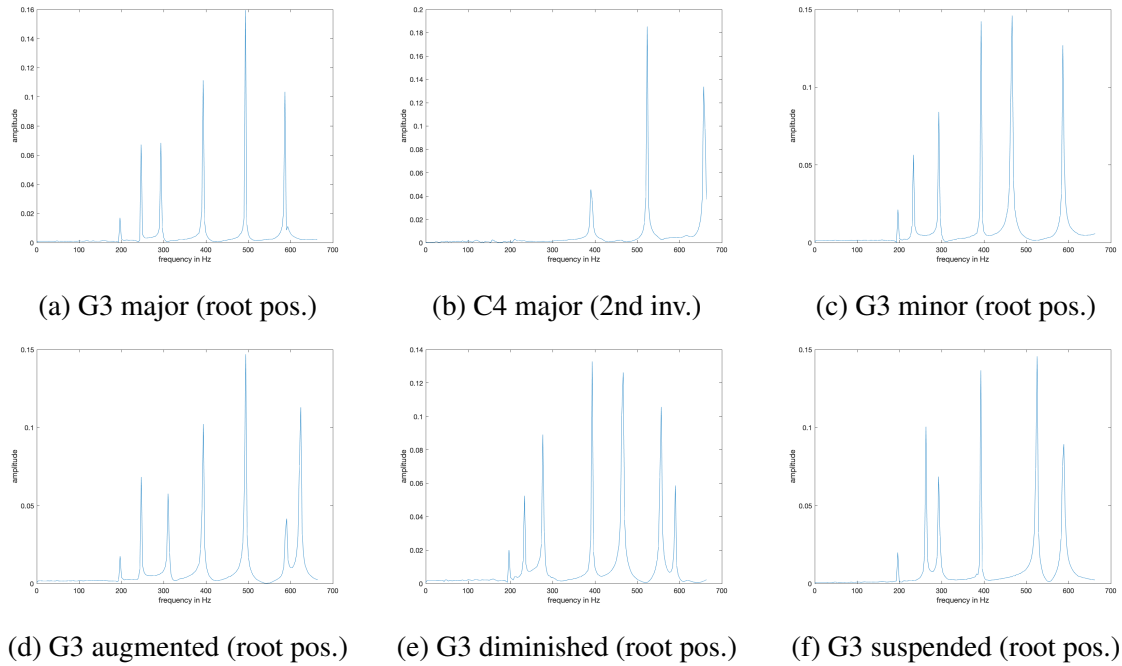 0.16
0.14
0.12
0.1
0.08
0.06
0.04
0.02
0
amplitude
0 100 200 300 400 500 600 700
frequency in Hz
(a) G3 major (root pos.)
0.2
0.18
0.16
0.14
0.12
0.1
0.08
0.06
0.04
0.02
0
amplitude
0 100 200 300 400 500 600 700
frequency in Hz
(b) C4 major (2nd inv.)
0.15
0.1
0.05
0
amplitude
0 100 200 300 400 500 600 700
frequency in Hz
(c) G3 minor (root pos.)
0.15
0.1
0.05
0
amplitude
0 100 200 300 400 500 600 700
frequency in Hz
(d) G3 augmented (root pos.)
0.14
0.12
0.1
0.08
0.06
0.04
0.02
0
amplitude
0 100 200 300 400 500 600 700
frequency in Hz
(e) G3 diminished (root pos.)
0.15
0.1
0.05
0
amplitude
0 100 200 300 400 500 600 700
frequency in Hz
(f) G3 suspended (root pos.)